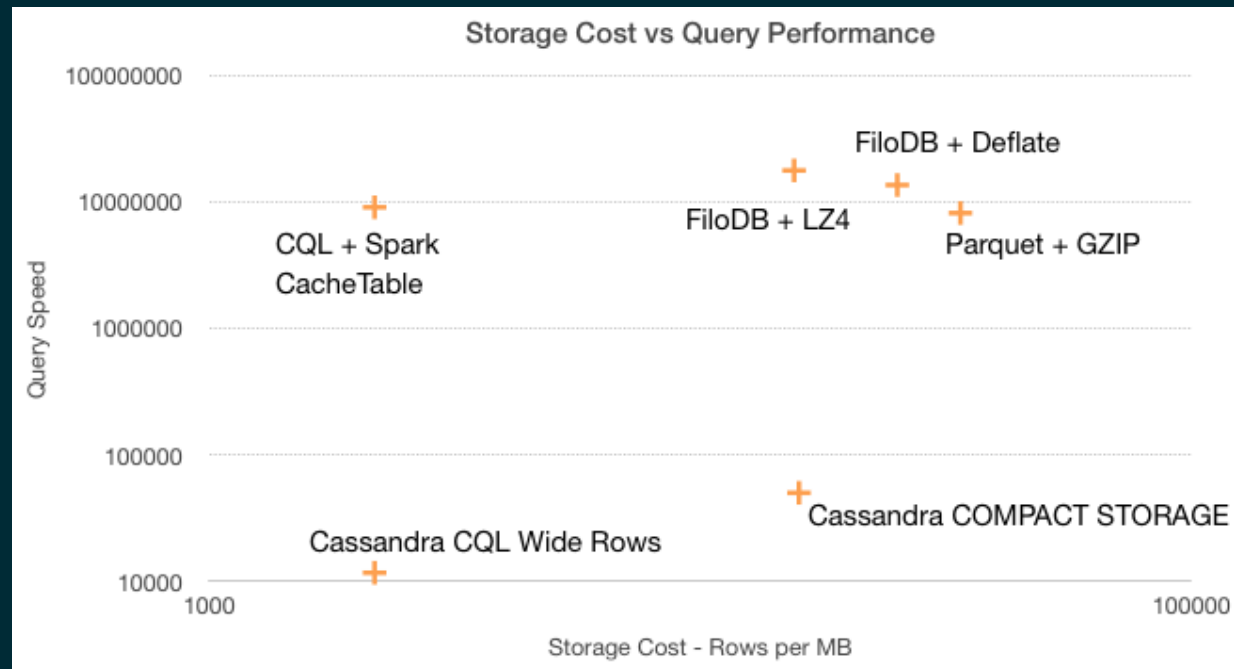 Storage Cost vs Query Performance
100000000
FiloDB + Deflate
10000000
FiloDB + LZ4
CQL + Spark
CacheTable
Parquet + GZIP
1000000
Query Speed
100000
Cassandra COMPACT STORAGE
Cassandra CQL Wide Rows
10000
1000
100000
Storage Cost - Rows per MB